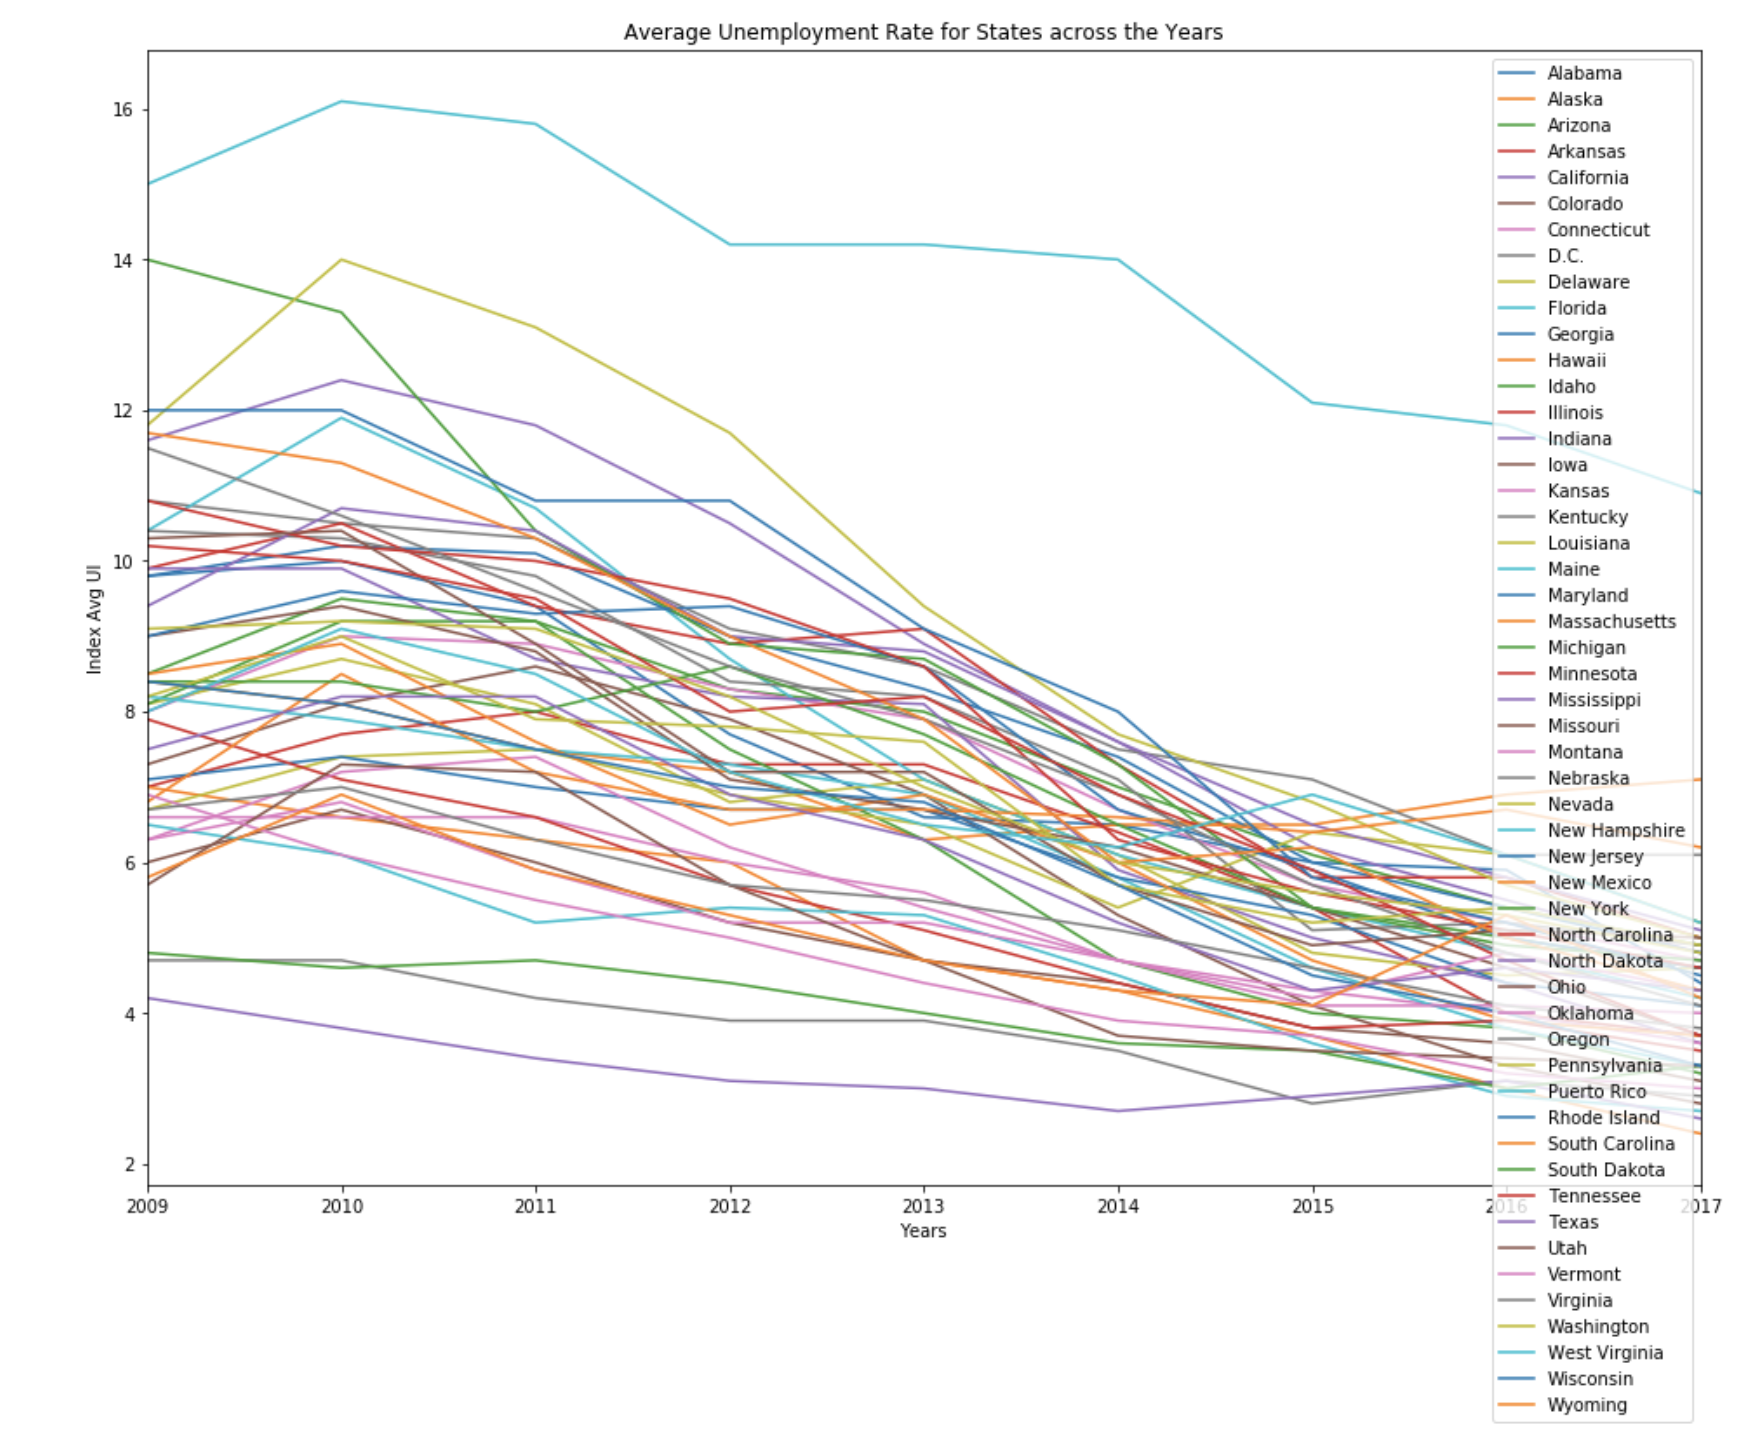 Average Unemployment Rate for States across the Years
Index Avg UI
16
14
12
10
8
6
4
2
2009 2010 2011 2012 2013 2014 2015 2016 2017
Years
Alabama
Alaska
Arizona
Arkansas
California
Colorado
Connecticut
D.C.
Delaware
Florida
Georgia
Hawaii
Idaho
Illinois
Indiana
Iowa
Kansas
Kentucky
Louisiana
Maine
Maryland
Massachusetts
Michigan
Minnesota
Mississippi
Missouri
Montana
Nebraska
Nevada
New Hampshire
New Jersey
New Mexico
New York
North Carolina
North Dakota
Ohio
Oklahoma
Oregon
Pennsylvania
Puerto Rico
Rhode Island
South Carolina
South Dakota
Tennessee
Texas
Utah
Vermont
Virginia
Washington
West Virginia
Wisconsin
Wyoming